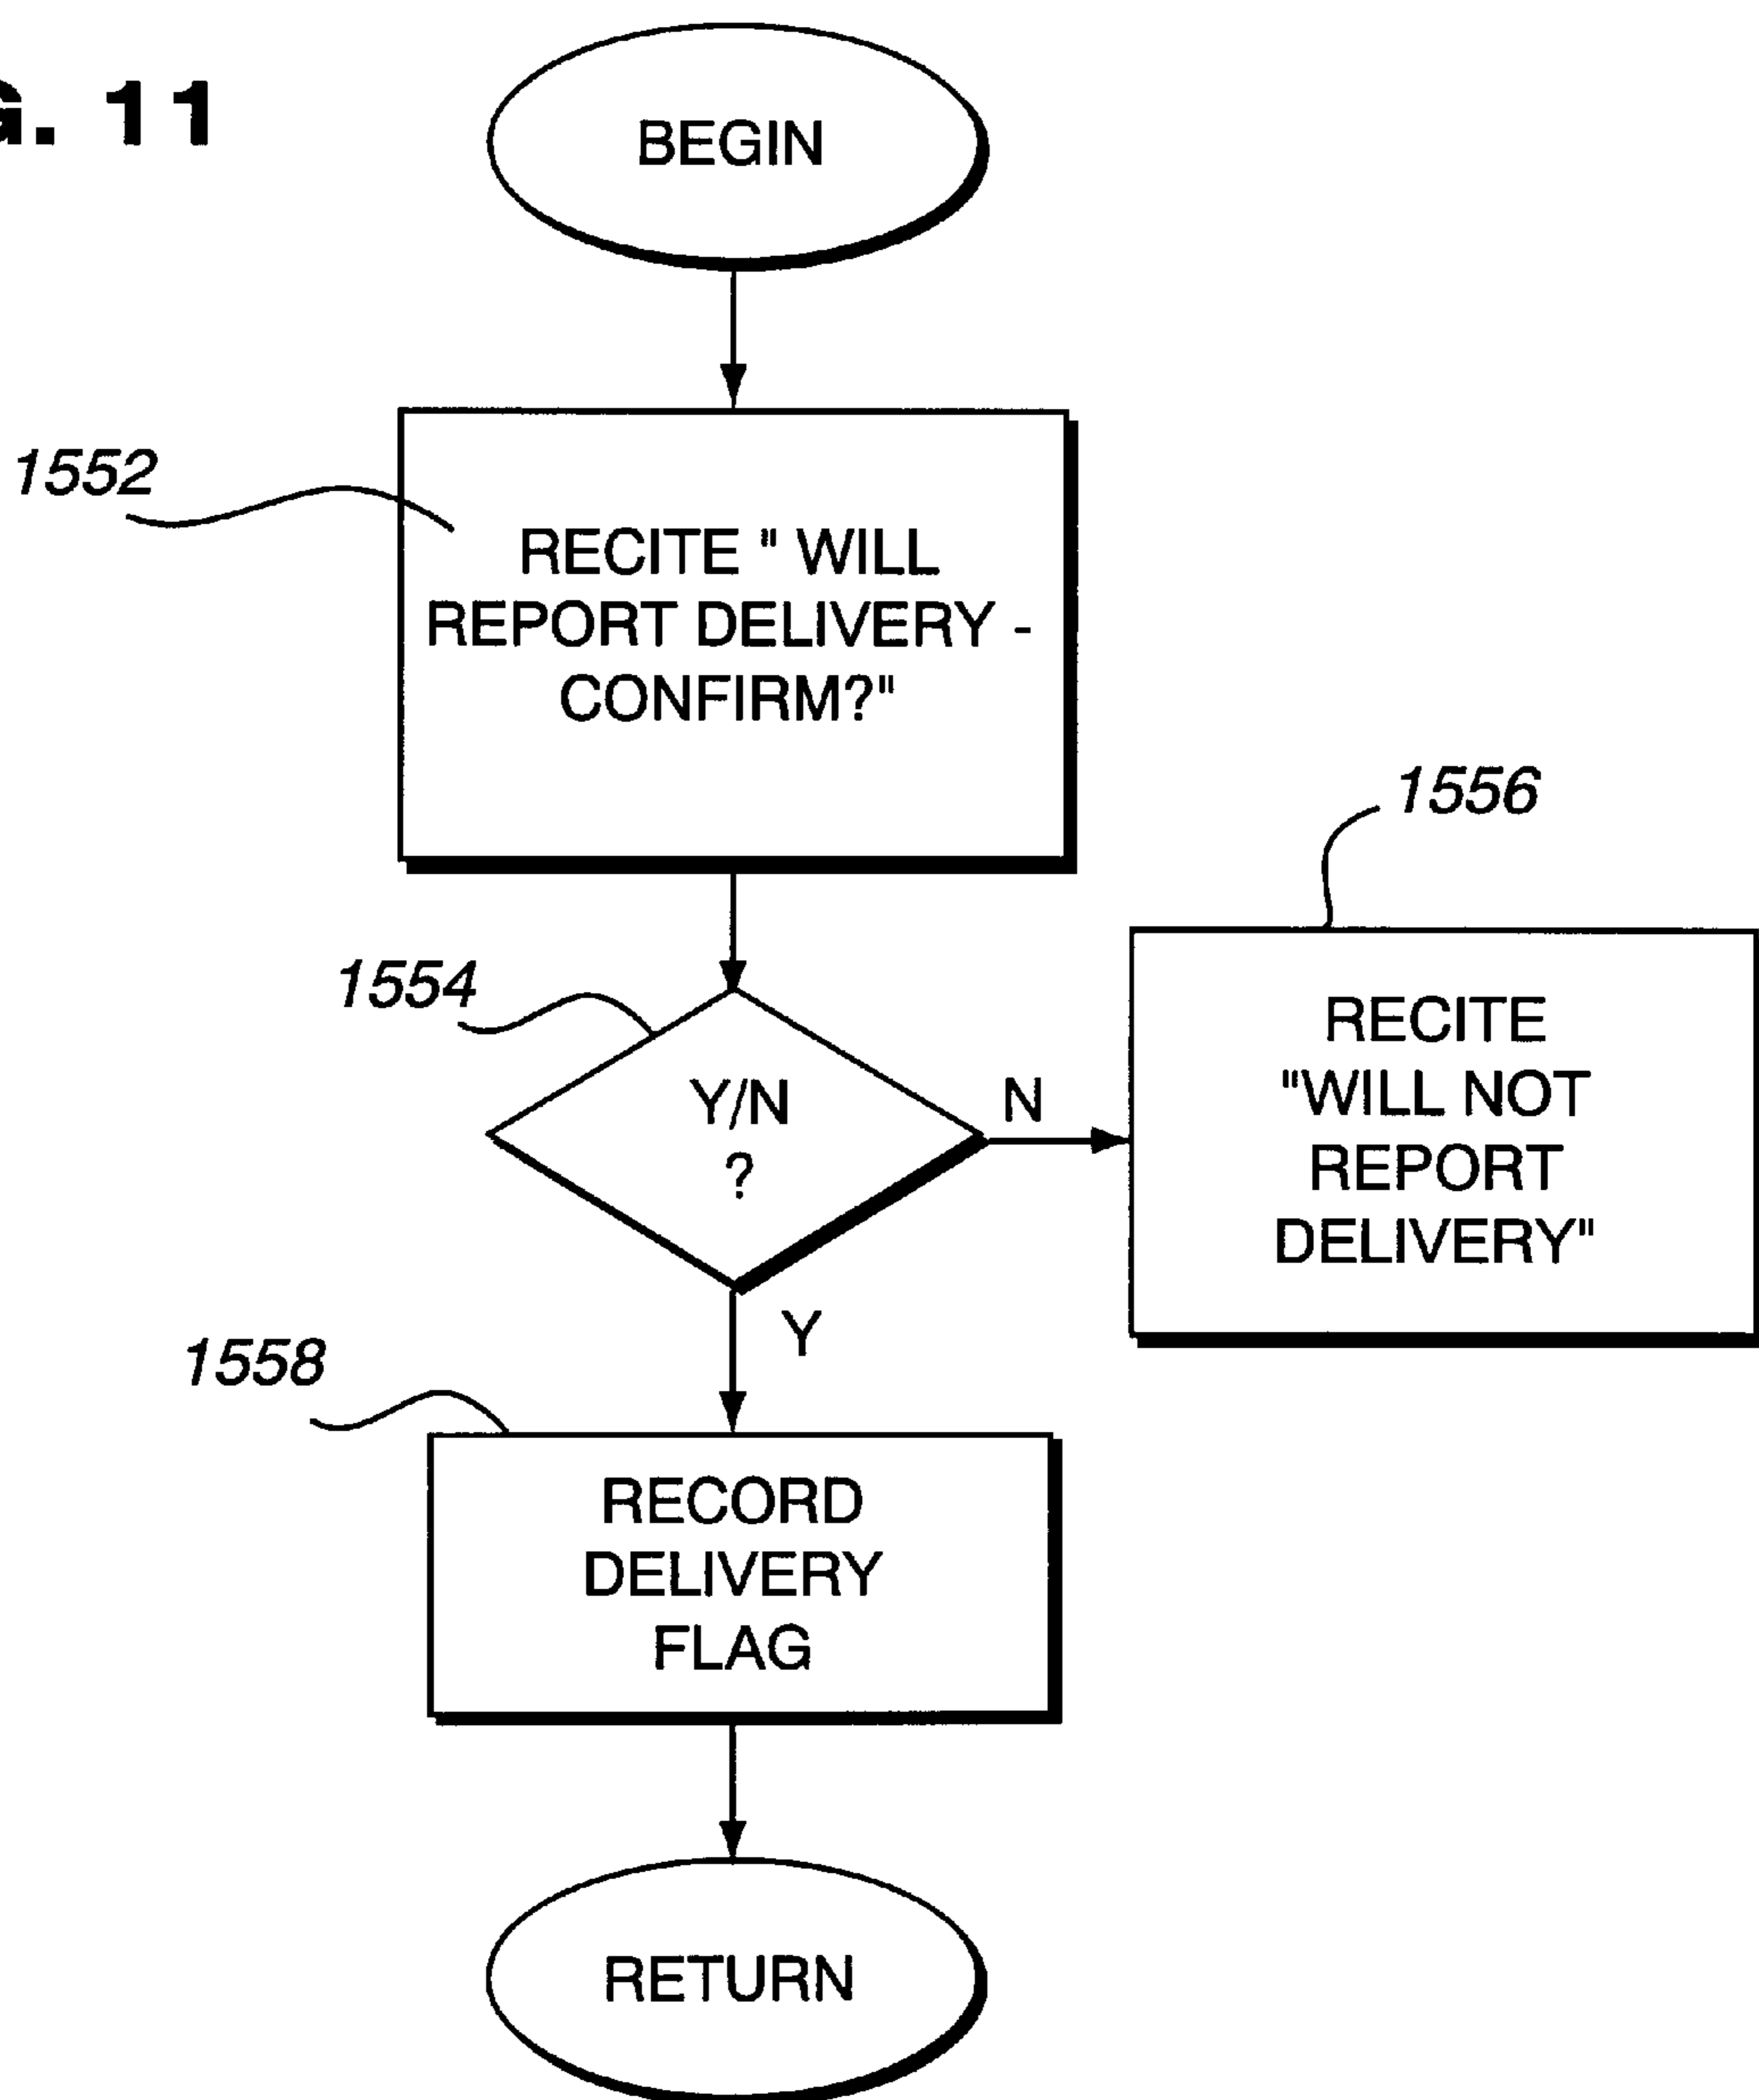 G. 11
BEGIN
1552
RECITE " WILL
REPORT DELIVERY -
CONFIRM?"
1556
1554
Y/N
?
N
RECITE
"WILL NOT
REPORT
DELIVERY"
Y
1558
RECORD
DELIVERY
FLAG
RETURN